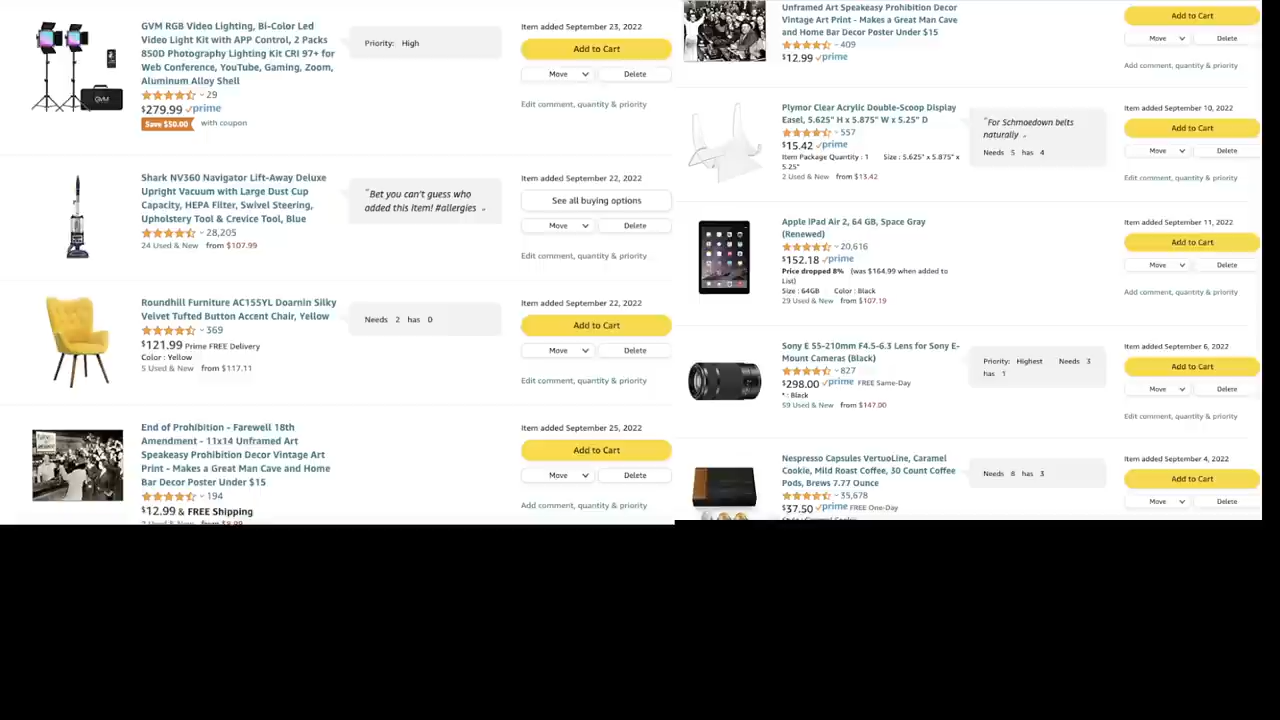 GVM RGB Video Lighting, Bi-Color Led
Video Light Kit with APP Control, 2 Packs
850D Photography Lighting Kit CRI 97+ for
Web Conference, YouTube, Gaming, Zoom,
Aluminum Alloy Shell
29
$279.99 prime
Save $50.00 with coupon
Priority: High
Item added September 23, 2022
Add to Cart
Move Delete
Edit comment, quantity & priority
Shark NV360 Navigator Lift-Away Deluxe
Upright Vacuum with Large Dust Cup
Capacity, HEPA Filter, Swivel Steering,
Upholstery Tool & Crevice Tool, Blue
28,205
24 Used & New from $107.99
"Bet you can't guess who
added this item! #allergies "
Item added September 22, 2022
See all buying options
Move Delete
Edit comment, quantity & priority
Roundhill Furniture AC155YL Doarnin Silky
Velvet Tufted Button Accent Chair, Yellow
369
$121.99 Prime FREE Delivery
Color : Yellow
5 Used & New from $117.11
Needs 2 has 0
Item added September 22, 2022
Add to Cart
Move Delete
Edit comment, quantity & priority
End of Prohibition - Farewell 18th
Amendment - 11x14 Unframed Art
Speakeasy Prohibition Decor Vintage Art
Print - Makes a Great Man Cave and Home
Bar Decor Poster Under $15
194
$12.99 & FREE Shipping
2 Used & New from $9.99
Item added September 25, 2022
Add to Cart
Move Delete
Add comment, quantity & priority
Unframed Art Speakeasy Prohibition Decor
Vintage Art Print - Makes a Great Man Cave
and Home Bar Decor Poster Under $15
409
$12.99 prime
Add to Cart
Move Delete
Add comment, quantity & priority
Plymor Clear Acrylic Double-Scoop Display
Easel, 5.625" H x 5.875" W x 5.25" D
557
$15.42 prime
Item Package Quantity : 1 Size : 5.625" x 5.875" x
5.25"
2 Used & New from $13.42
"For Schmoedown belts
naturally "
Needs 5 has 4
Item added September 10, 2022
Add to Cart
Move Delete
Edit comment, quantity & priority
Apple iPad Air 2, 64 GB, Space Gray
(Renewed)
20,616
$152.18 prime
Price dropped 8% (was $164.99 when added to
List)
Size : 64GB Color : Black
29 Used & New from $107.19
Item added September 11, 2022
Add to Cart
Move Delete
Add comment, quantity & priority
Sony E 55-210mm F4.5-6.3 Lens for Sony E-
Mount Cameras (Black)
827
$298.00 prime FREE Same-Day
* : Black
59 Used & New from $147.00
Priority: Highest Needs 3
has 1
Item added September 6, 2022
Add to Cart
Move Delete
Edit comment, quantity & priority
Nespresso Capsules VertuoLine, Caramel
Cookie, Mild Roast Coffee, 30 Count Coffee
Pods, Brews 7.77 Ounce
35,678
$37.50 prime FREE One-Day
Style : Caramel Cookie
Needs 8 has 3
Item added September 4, 2022
Add to Cart
Move Delete